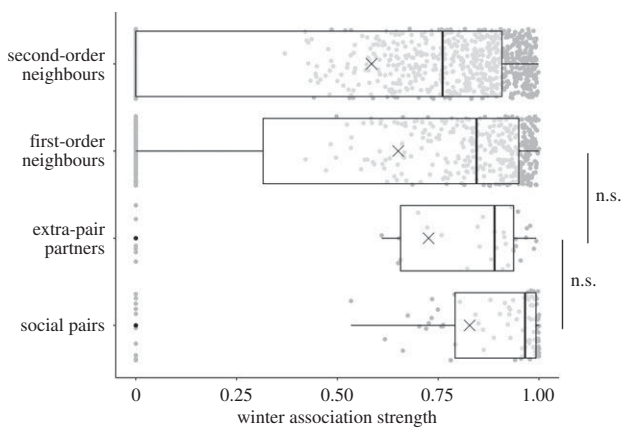 second-order
neighbours
first-order
neighbours
n.s.
extra-pair
partners
n.s.
social pairs
0 0.25 0.50 0.75 1.00
winter association strength